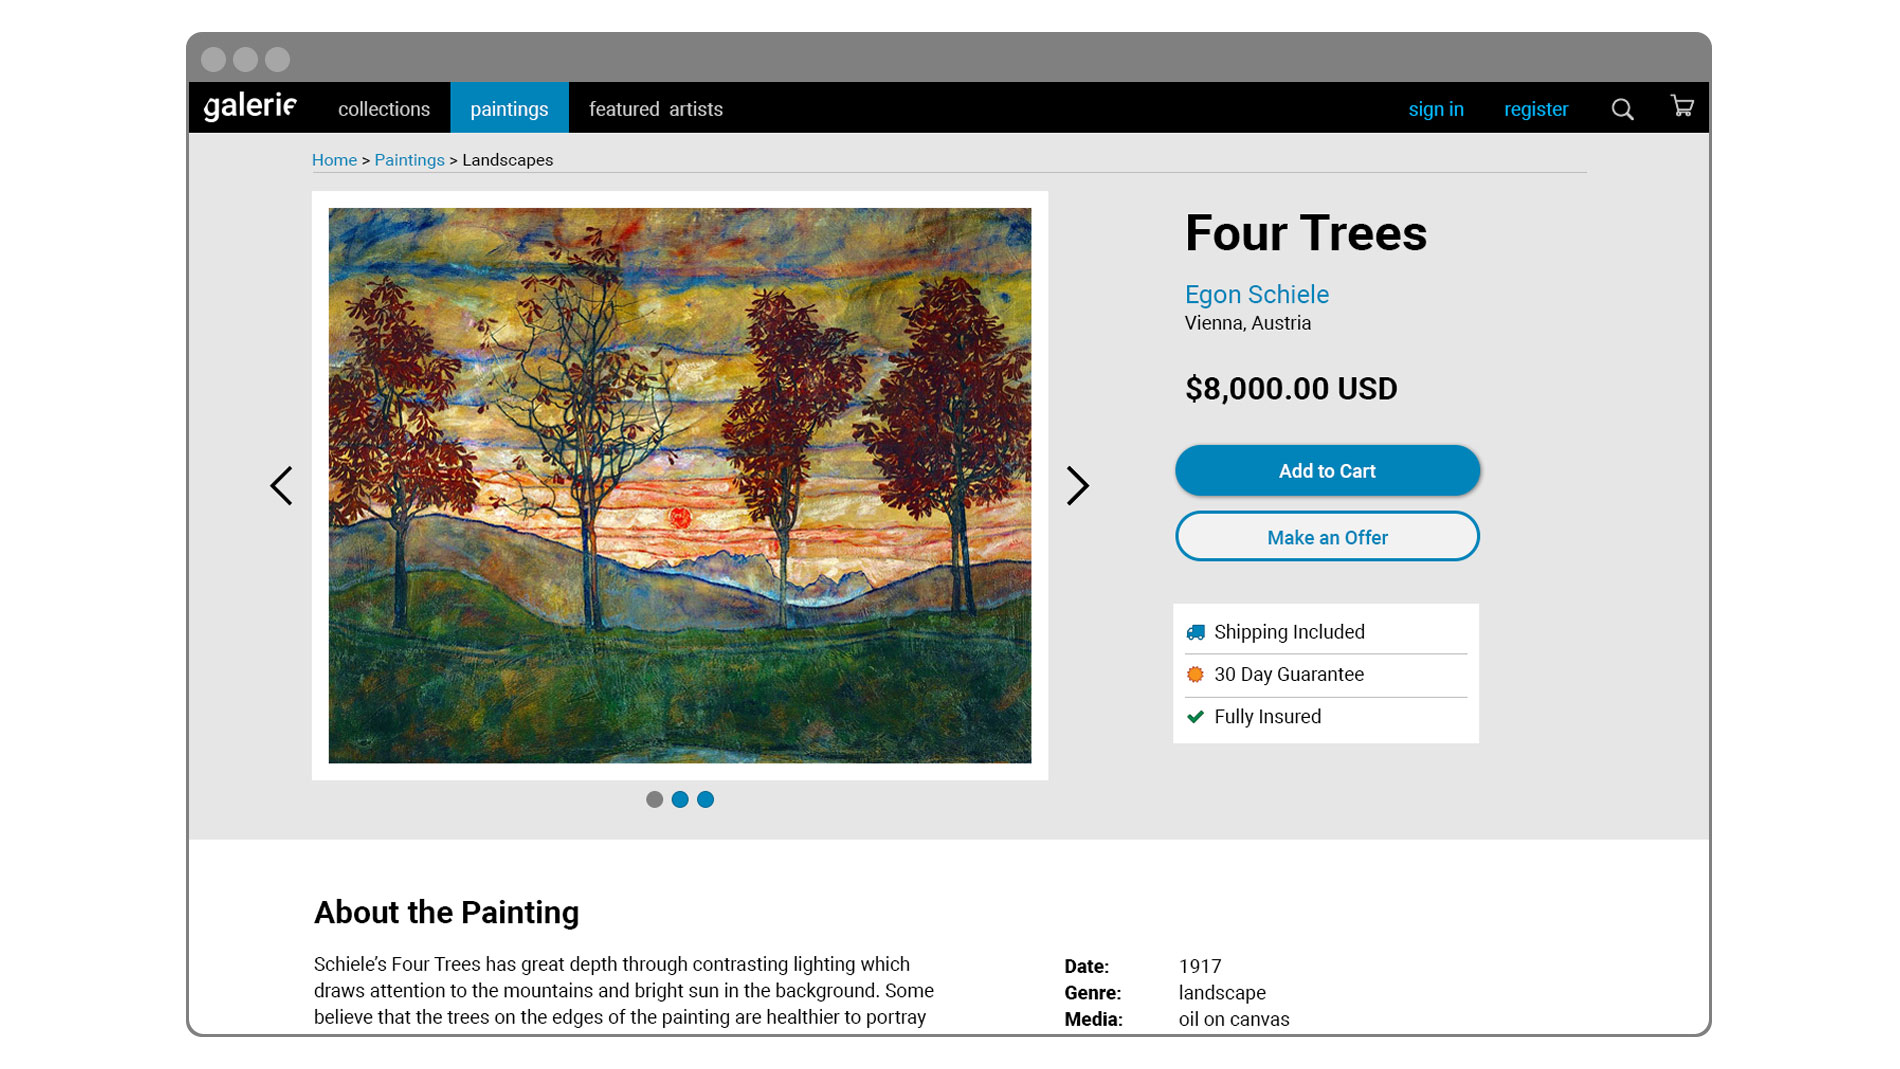 galerie collections paintings featured artists sign in register
Home > Paintings > Landscapes
Four Trees
Egon Schiele
Vienna, Austria
$8,000.00 USD
Add to Cart
Make an Offer
Shipping Included
30 Day Guarantee
Fully Insured
About the Painting
Schiele’s Four Trees has great depth through contrasting lighting which
draws attention to the mountains and bright sun in the background. Some
believe that the trees on the edges of the painting are healthier to portray
Date: 1917
Genre: landscape
Media: oil on canvas